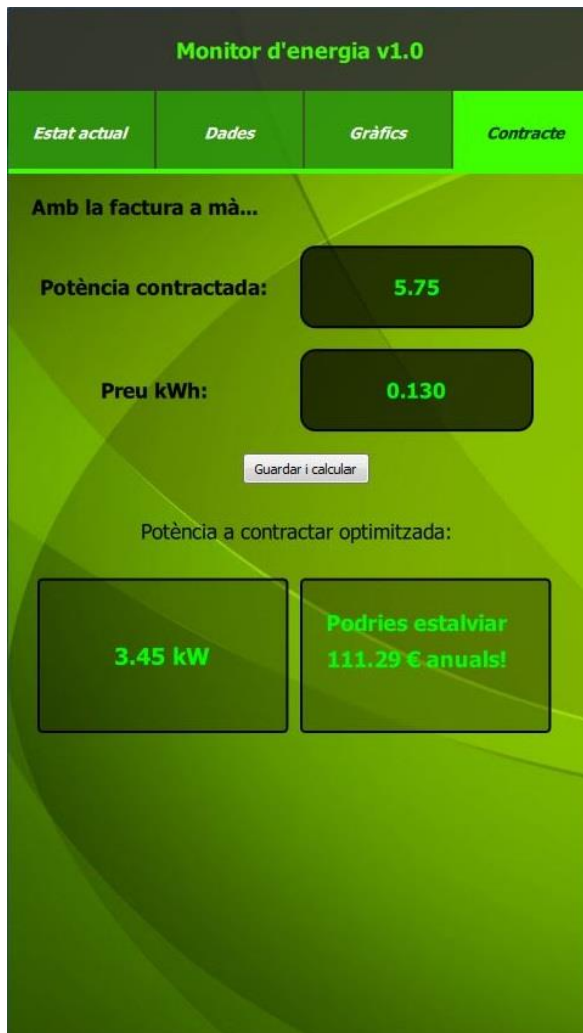 Monitor d'energia v1.0
Estat actual
Dades
Gràfics
Contracte
Amb la factura a mà...
Potència contractada:
5.75
Preu kWh:
0.130
Guardar i calcular
Potència a contractar optimitzada:
3.45 kW
Podries estalviar
111.29 € anuals!